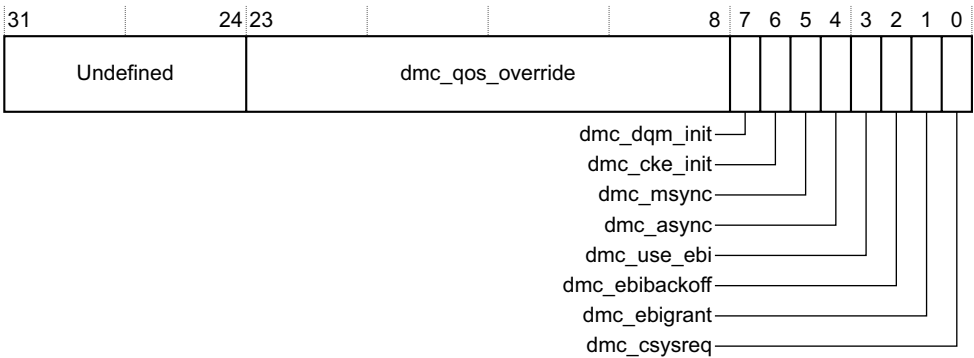 31 24 23 8 7 6 5 4 3 2 1 0
Undefined dmc_qos_override
dmc_dqm_init
dmc_cke_init
dmc_msync
dmc_async
dmc_use_ebi
dmc_ebibackoff
dmc_ebigrant
dmc_csysreq